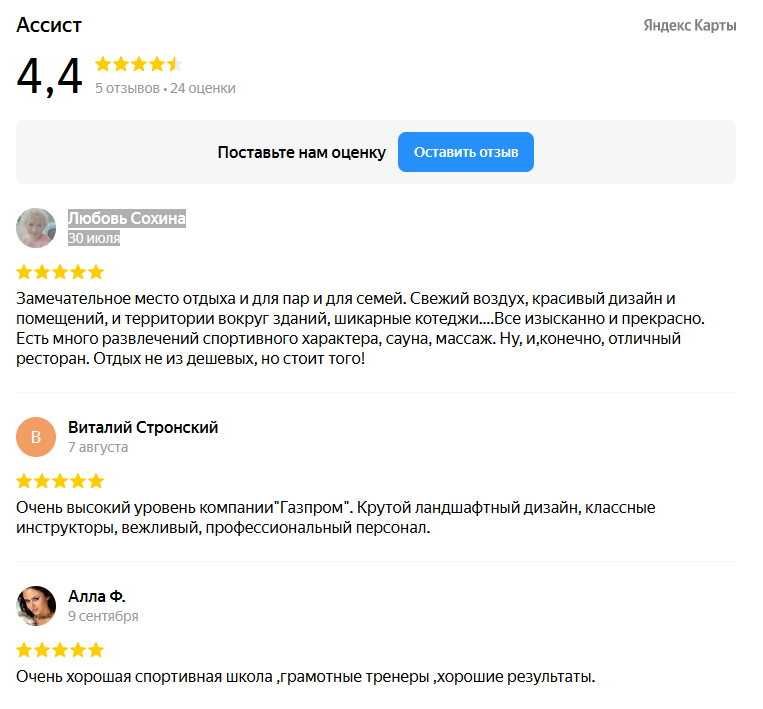 Ассист
Яндекс Карты
4,4
5 отзывов • 24 оценки
Поставьте нам оценку
Оставить отзыв
Любовь Сохина
30 июля
Замечательное место отдыха и для пар и для семей. Свежий воздух, красивый дизайн и
помещений, и территории вокруг зданий, шикарные котеджи....Все изысканно и прекрасно.
Есть много развлечений спортивного характера, сауна, массаж. Ну, и,конечно, отличный
ресторан. Отдых не из дешевых, но стоит того!
В
Виталий Стронский
7 августа
Очень высокий уровень компании"Газпром". Крутой ландшафтный дизайн, классные
инструкторы, вежливый, профессиональный персонал.
Алла Ф.
9 сентября
Очень хорошая спортивная школа ,грамотные тренеры ,хорошие результаты.